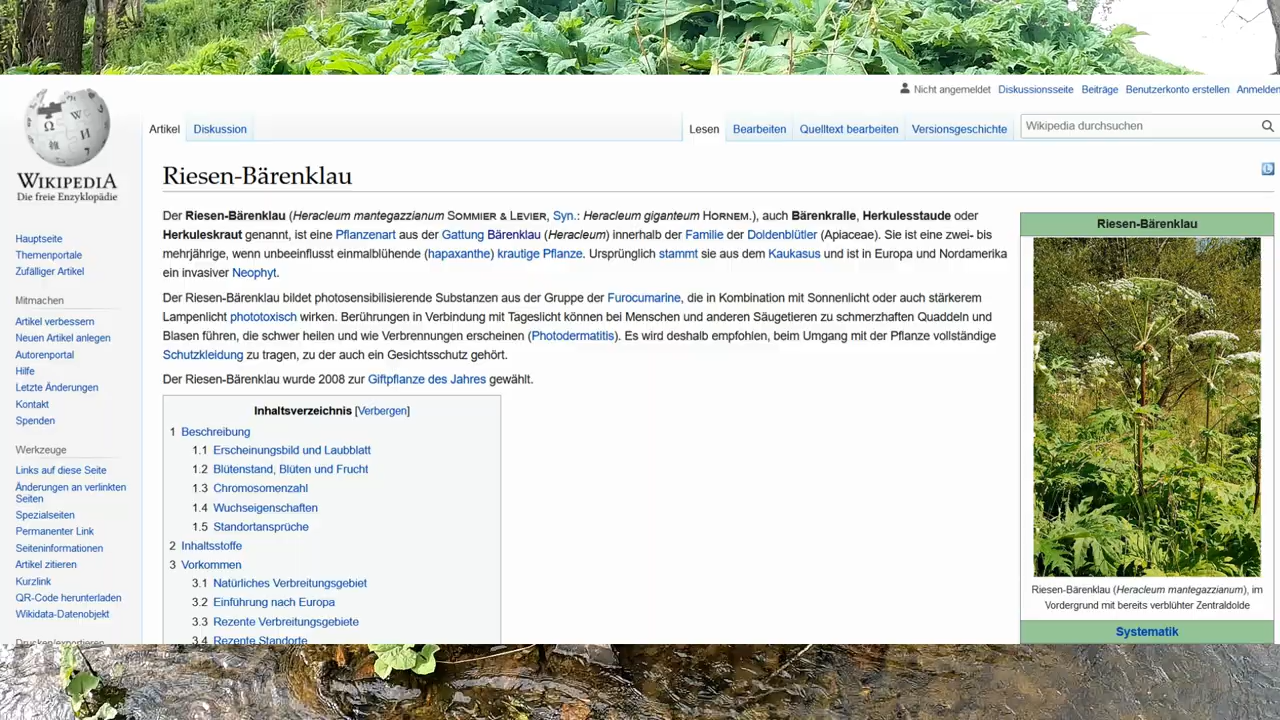 Nicht angemeldet Diskussionsseite Beiträge Benutzerkonto erstellen Anmelden
Artikel Diskussion Lesen Bearbeiten Quelltext bearbeiten Versionsgeschichte Wikipedia durchsuchen
WIKIPEDIA
Die freie Enzyklopädie
Hauptseite
Themenportale
Zufälliger Artikel
Mitmachen
Artikel verbessern
Neuen Artikel anlegen
Autorenportal
Hilfe
Letzte Änderungen
Kontakt
Spenden
Werkzeuge
Links auf diese Seite
Änderungen an verlinkten
Seiten
Spezialseiten
Permanenter Link
Seiteninformationen
Artikel zitieren
Kurzlink
QR-Code herunterladen
Wikidata-Datenobjekt
Drucken/exportieren
Riesen-Bärenklau
Der Riesen-Bärenklau (Heracleum mantegazzianum SOMMIER & LEVIER, Syn.: Heracleum giganteum HORNEM.), auch Bärenkralle, Herkulesstaude oder
Herkuleskraut genannt, ist eine Pflanzenart aus der Gattung Bärenklau (Heracleum) innerhalb der Familie der Doldenblütler (Apiaceae). Sie ist eine zwei- bis
mehrjährige, wenn unbeeinflusst einmalblühende (hapaxanthe) krautige Pflanze. Ursprünglich stammt sie aus dem Kaukasus und ist in Europa und Nordamerika
ein invasiver Neophyt.
Der Riesen-Bärenklau bildet photosensibilisierende Substanzen aus der Gruppe der Furocumarine, die in Kombination mit Sonnenlicht oder auch stärkerem
Lampenlicht phototoxisch wirken. Berührungen in Verbindung mit Tageslicht können bei Menschen und anderen Säugetieren zu schmerzhaften Quaddeln und
Blasen führen, die schwer heilen und wie Verbrennungen erscheinen (Photodermatitis). Es wird deshalb empfohlen, beim Umgang mit der Pflanze vollständige
Schutzkleidung zu tragen, zu der auch ein Gesichtsschutz gehört.
Der Riesen-Bärenklau wurde 2008 zur Giftpflanze des Jahres gewählt.
Inhaltsverzeichnis [Verbergen]
1 Beschreibung
1.1 Erscheinungsbild und Laubblatt
1.2 Blütenstand, Blüten und Frucht
1.3 Chromosomenzahl
1.4 Wuchseigenschaften
1.5 Standortansprüche
2 Inhaltsstoffe
3 Vorkommen
3.1 Natürliches Verbreitungsgebiet
3.2 Einführung nach Europa
3.3 Rezente Verbreitungsgebiete
3.4 Rezente Standorte
Riesen-Bärenklau
Riesen-Bärenklau (Heracleum mantegazzianum), im
Vordergrund mit bereits verblühter Zentraldolde
Systematik